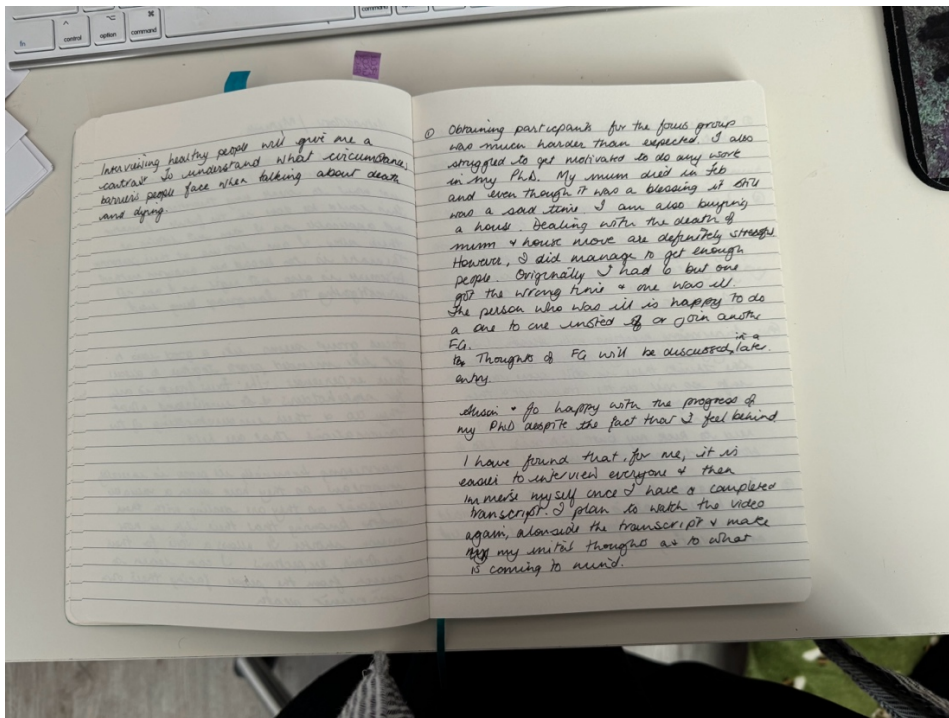 fn
control
option
command
⌘
command
Interviewing healthy people will give me a
contrast to understand what circumstances
barriers people face when talking about death
and dying.
① Obtaining participants for the focus group
was much harder than expected. I also
struggled to get motivated to do any work
in my PhD. My mum died in Feb
and even though it was a blessing it still
was a sad time. I am also buying
a house. Dealing with the death of
mum & house move are definitely stressful.
However, I did manage to get enough
people. Originally I had 6 but one
got the wrong time & one was ill.
The person who was ill is happy to do
a one to one insted of or join anothe
FG.
Thoughts of FG will be discussed in a later
entry.
& Jo happy with the progress of
my PhD despite the fact that I feel behind
I have found that, for me, it is
easier to interview everyone & then
immerse myself once I have a completed
transcript. I plan to watch the video
again, alongside the transcript & make
my initial thoughts as to what
is coming to mind.